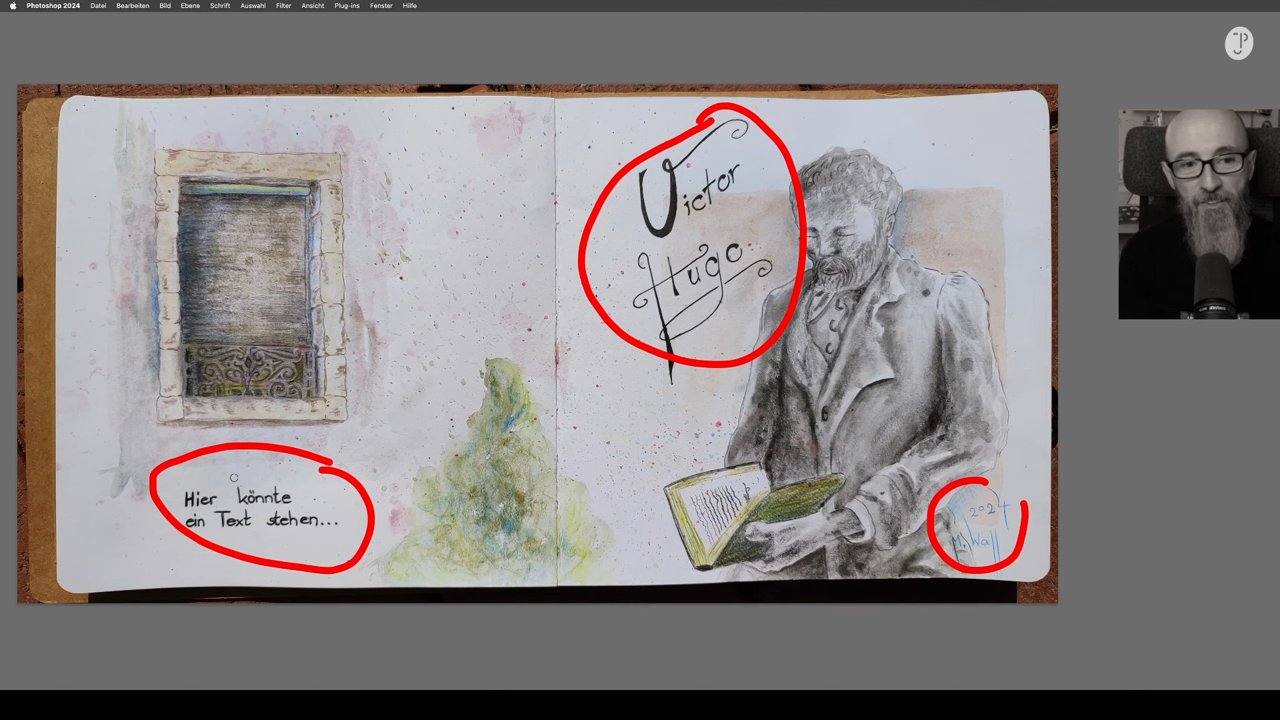 Photoshop 2024 Datei Bearbeiten Bild Ebene Schrift Auswahl Filter Ansicht Plug-ins Fenster Hilfe
Victor
Hugo
Hier könnte
ein Text stehen...
2024
M. Wall